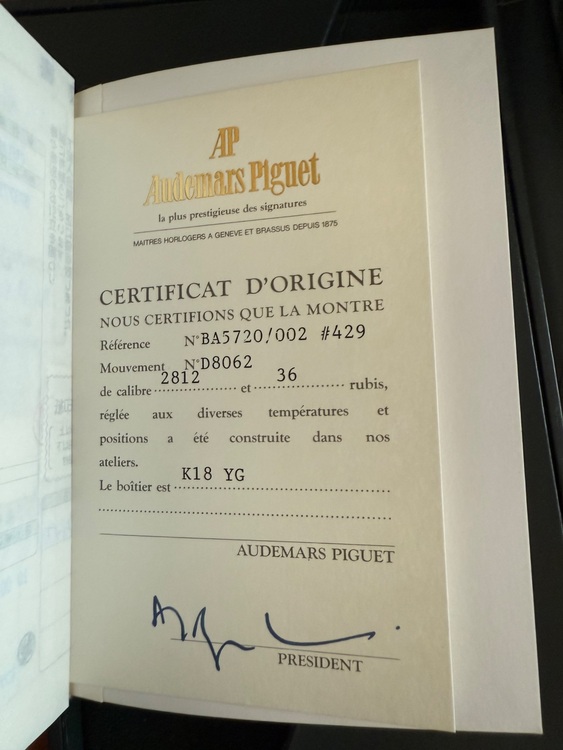 AP
Audemars Piguet
la plus prestigieuse des signatures
MAITRES HORLOGERS A GENEVE ET BRASSUS DEPUIS 1875
CERTIFICAT D'ORIGINE
NOUS CERTIFIONS QUE LA MONTRE
Référence N° BA5720/002 #429
Mouvement N° D8062
de calibre 2812 et 36 rubis,
réglée aux diverses températures et
positions a été construite dans nos
ateliers.
Le boîtier est K18 YG
AUDEMARS PIGUET
PRESIDENT